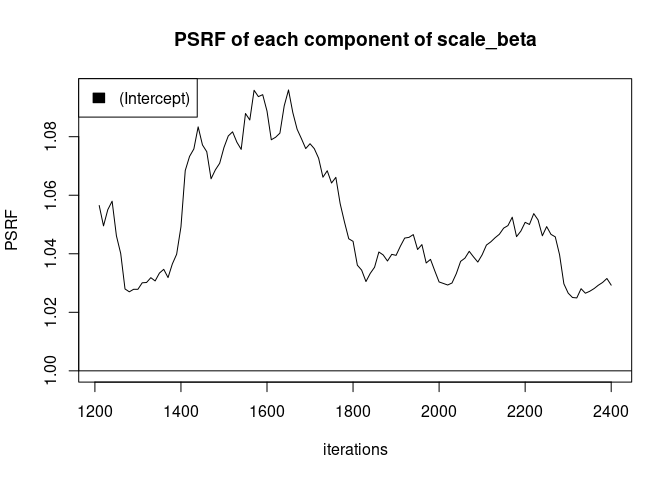 PSRF of each component of scale_beta
(Intercept)
PSRF
1.08
1.06
1.04
1.02
1.00
1200 1400 1600 1800 2000 2200 2400
iterations